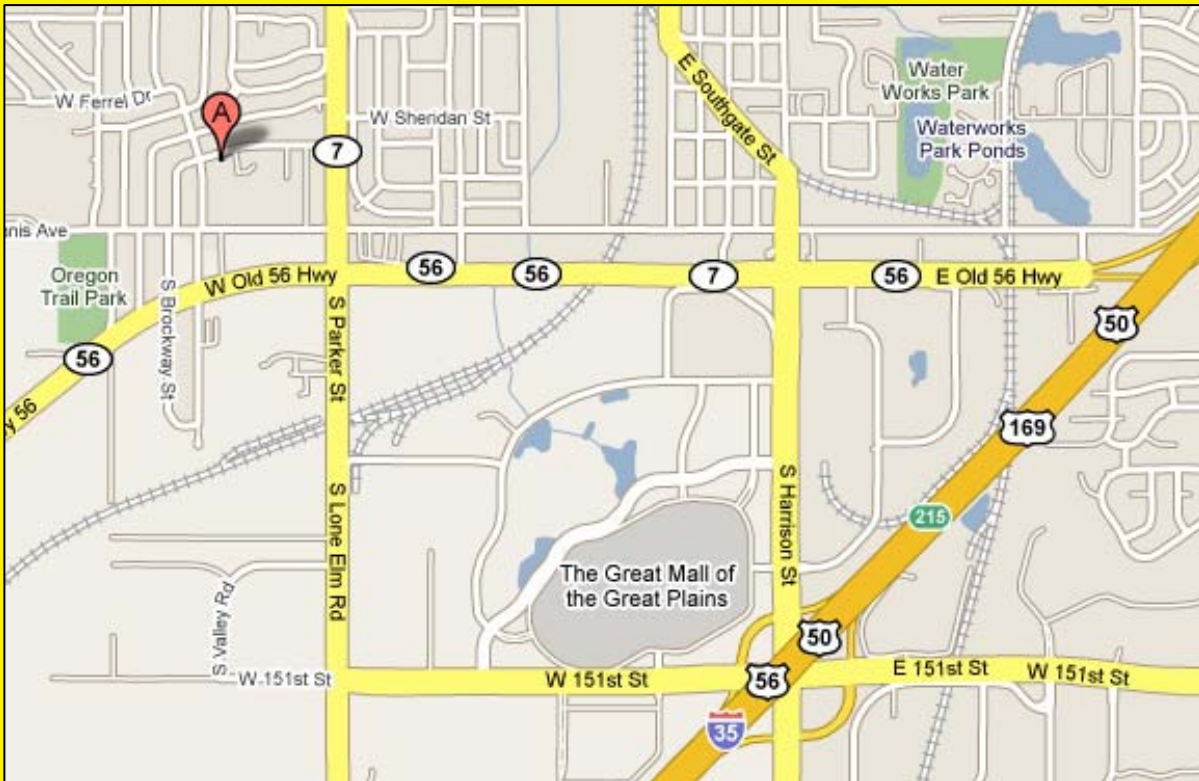 E Southgate St
Water
Works Park
W Ferrel Dr
A
W Sheridan St
Waterworks
Park Ponds
7
nis Ave
Oregon
Trail Park
W Old 56 Hwy
56
56
7
56
E Old 56 Hwy
S Brockway St
S Parker St
50
56
y 56
169
S Lone Elm Rd
S Harrison St
215
The Great Mall of
the Great Plains
S Valley Rd
50
W 151st St
W 151st St
56
E 151st St
W 151st St
35